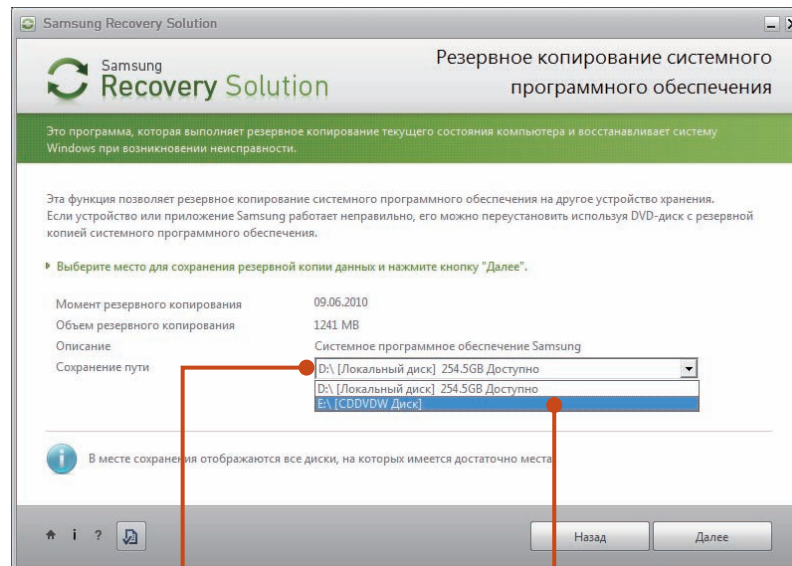 Samsung Recovery Solution
Samsung
Recovery Solution
Резервное копирование системного
программного обеспечения
Это программа, которая выполняет резервное копирование текущего состояния компьютера и восстанавливает систему
Windows при возникновении неисправности.
Эта функция позволяет резервное копирование системного программного обеспечения на другое устройство хранения.
Если устройство или приложение Samsung работает неправильно, его можно переустановить используя DVD-диск с резервной
копией системного программного обеспечения.
Выберите место для сохранения резервной копии данных и нажмите кнопку "Далее".
Момент резервного копирования 09.06.2010
Объем резервного копирования 1241 MB
Описание Системное программное обеспечение Samsung
Сохранение пути D:\ [Локальный диск] 254.5GB Доступно
D:\ [Локальный диск] 254.5GB Доступно
E:\ [CDDVDW Диск]
В месте сохранения отображаются все диски, на которых имеется достаточно места
i ?
Назад Далее